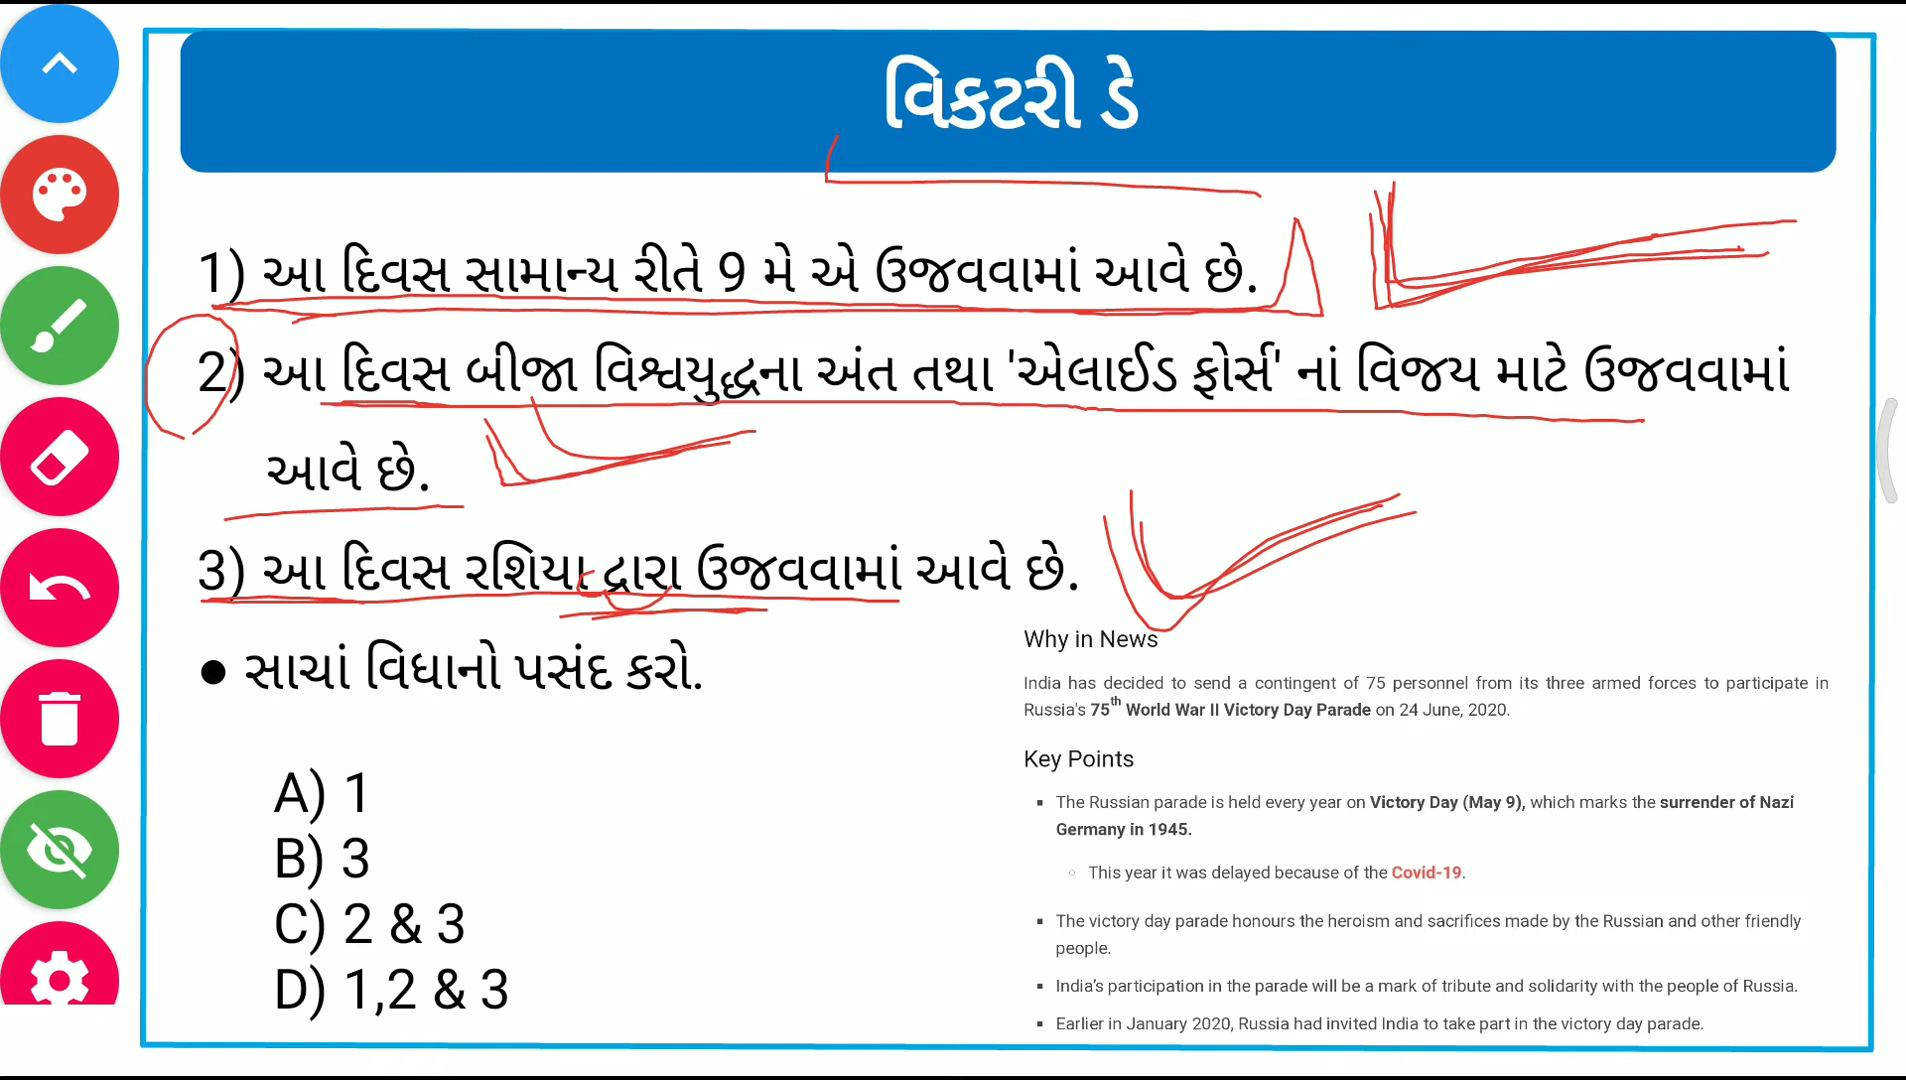 વિક્ટરી ડે
1) આ દિવસ સામાન્ય રીતે 9 મે એ ઉજવવામાં આવે છે.
2) આ દિવસ બીજા વિશ્વયુદ્ધના અંત તથા 'એલાઈડ ફોર્સ' નાં વિજય માટે ઉજવવામાં
આવે છે.
3) આ દિવસ રશિયા દ્વારા ઉજવવામાં આવે છે.
● સાચાં વિધાનો પસંદ કરો.
A) 1
B) 3
C) 2 & 3
D) 1,2 & 3
Why in News
India has decided to send a contingent of 75 personnel from its three armed forces to participate in
Russia's 75th World War II Victory Day Parade on 24 June, 2020.
Key Points
▪ The Russian parade is held every year on Victory Day (May 9), which marks the surrender of Nazi
Germany in 1945.
◦ This year it was delayed because of the Covid-19.
▪ The victory day parade honours the heroism and sacrifices made by the Russian and other friendly
people.
▪ India's participation in the parade will be a mark of tribute and solidarity with the people of Russia.
▪ Earlier in January 2020, Russia had invited India to take part in the victory day parade.